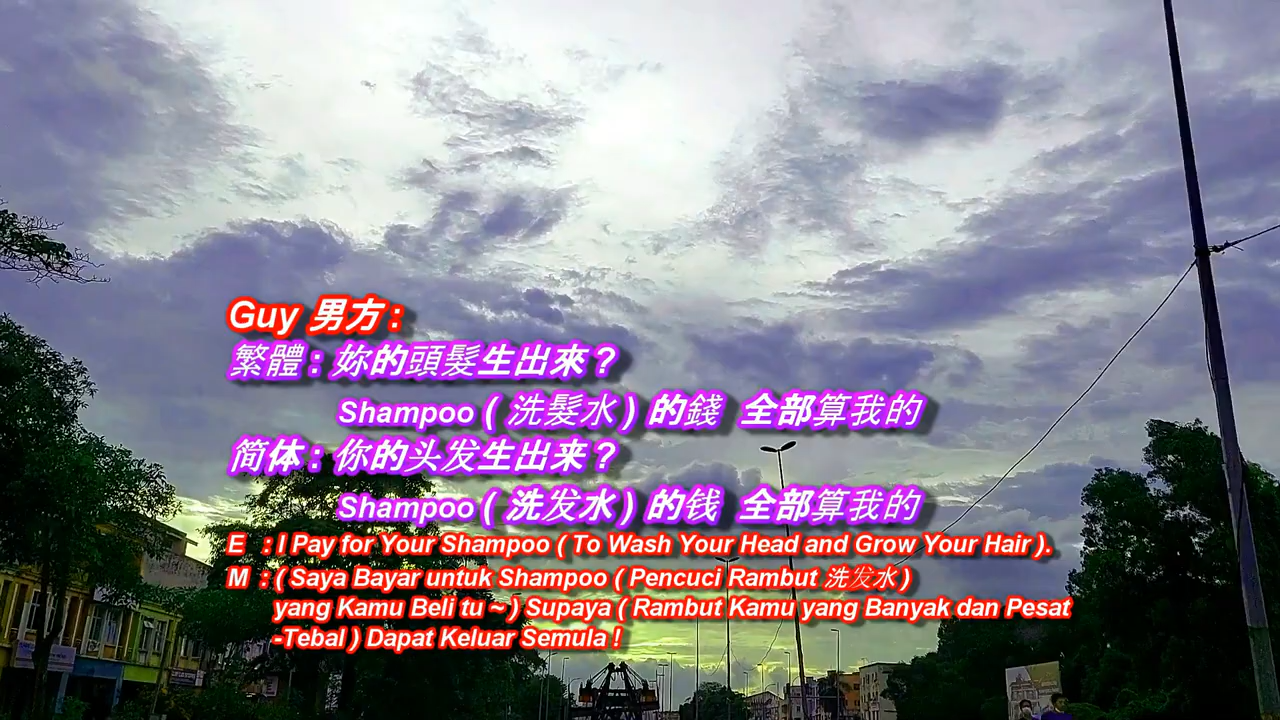 Guy 男方 :
繁體 : 妳的頭髮生出來 ?
Shampoo ( 洗髮水 ) 的錢 全部算我的
简体 : 你的头发生出来 ?
Shampoo ( 洗发水 ) 的钱 全部算我的
E : I Pay for Your Shampoo ( To Wash Your Head and Grow Your Hair ).
M : ( Saya Bayar untuk Shampoo ( Pencuci Rambut 洗发水 )
yang Kamu Beli tu ~ ) Supaya ( Rambut Kamu yang Banyak dan Pesat
-Tebal ) Dapat Keluar Semula !